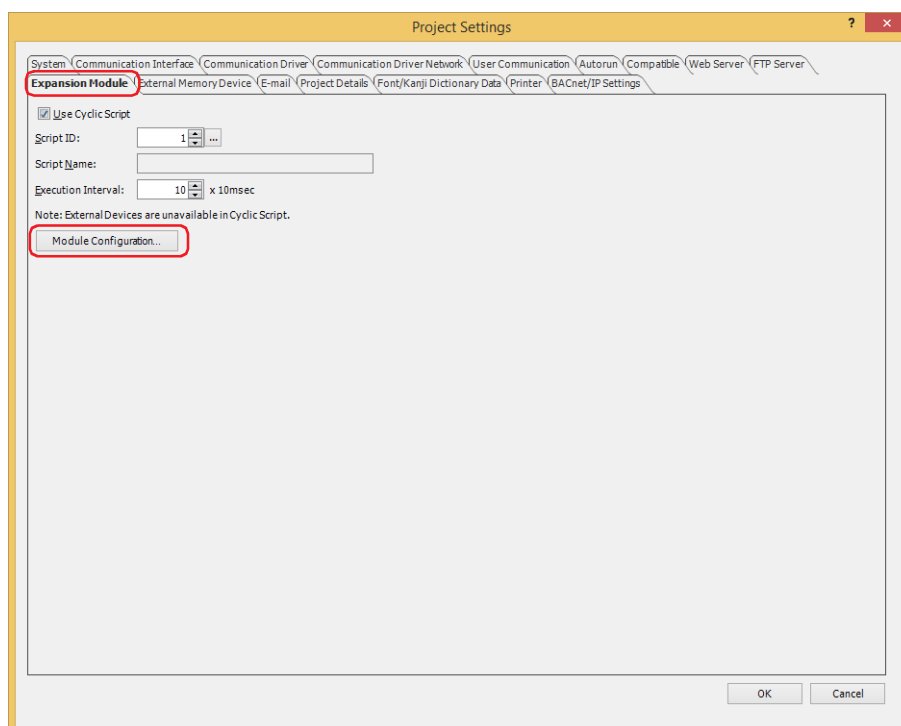 Project Settings
? ×
System Communication Interface Communication Driver Communication Driver Network User Communication Autorun Compatible Web Server FTP Server
Expansion Module External Memory Device E-mail Project Details Font/Kanji Dictionary Data Printer BACnet/IP Settings
Use Cyclic Script
Script ID: 1 ...
Script Name:
Execution Interval: 10 x 10msec
Note: External Devices are unavailable in Cyclic Script.
Module Configuration...
OK Cancel